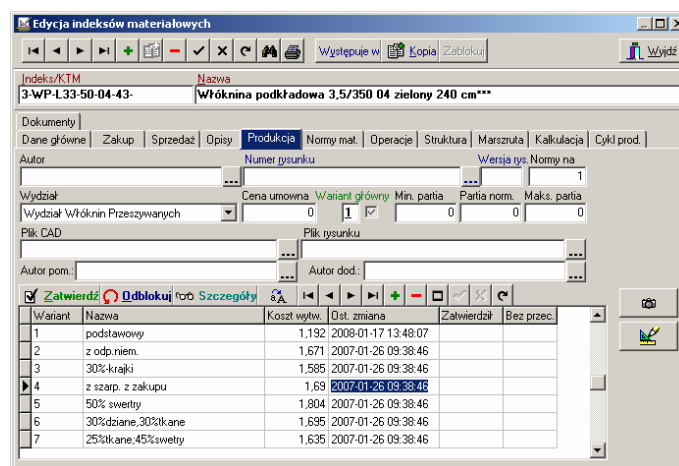 Edycja indeksów materiałowych
Występuje w Kopia Zablokuj Wyjdź
Indeks/KTM Nazwa
3-WP-L33-50-04-43- Włóknina podkładowa 3,5/350 04 zielony 240 cm***
Dokumenty
Dane główne Zakup Sprzedaż Opisy Produkcja Normy mat. Operacje Struktura Marszruta Kalkulacja Cykl prod.
Autor Numer rysunku Wersja rys. Normy na
... ... 1
Wydział Cena umowna Wariant główny Min. partia Partia norm. Maks. partia
Wydział Włóknin Przeszywanych 0 1 0 0 0
Plik CAD Plik rysunku
... ...
Autor pom.: ... Autor dod.: ...
Zatwierdź Odblokuj Szczegóły
Wariant Nazwa Koszt wytw. Ost. zmiana Zatwierdził Bez przec.
1 podstawowy 1,192 2008-01-17 13:48:07
2 z odp.niem. 1,671 2007-01-26 09:38:46
3 30%-krajki 1,585 2007-01-26 09:38:46
4 z szarp. z zakupu 1,69 2007-01-26 09:38:46
5 50% swertry 1,804 2007-01-26 09:38:46
6 30%dziane,30%tkane 1,695 2007-01-26 09:38:46
7 25%tkane;45%swetry 1,635 2007-01-26 09:38:46